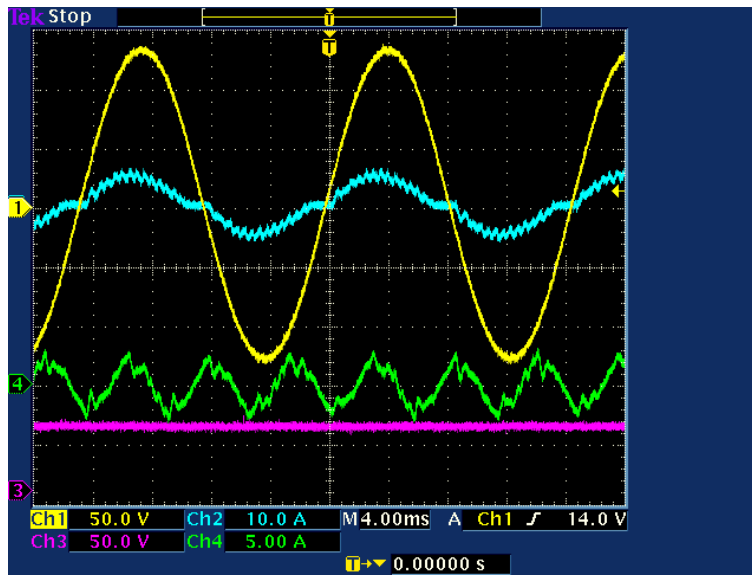 Tek Stop
T
T
1
4
3
Ch1 50.0 V Ch2 10.0 A M 4.00ms A Ch1 ʃ 14.0 V
Ch3 50.0 V Ch4 5.00 A
T→▼ 0.00000 s